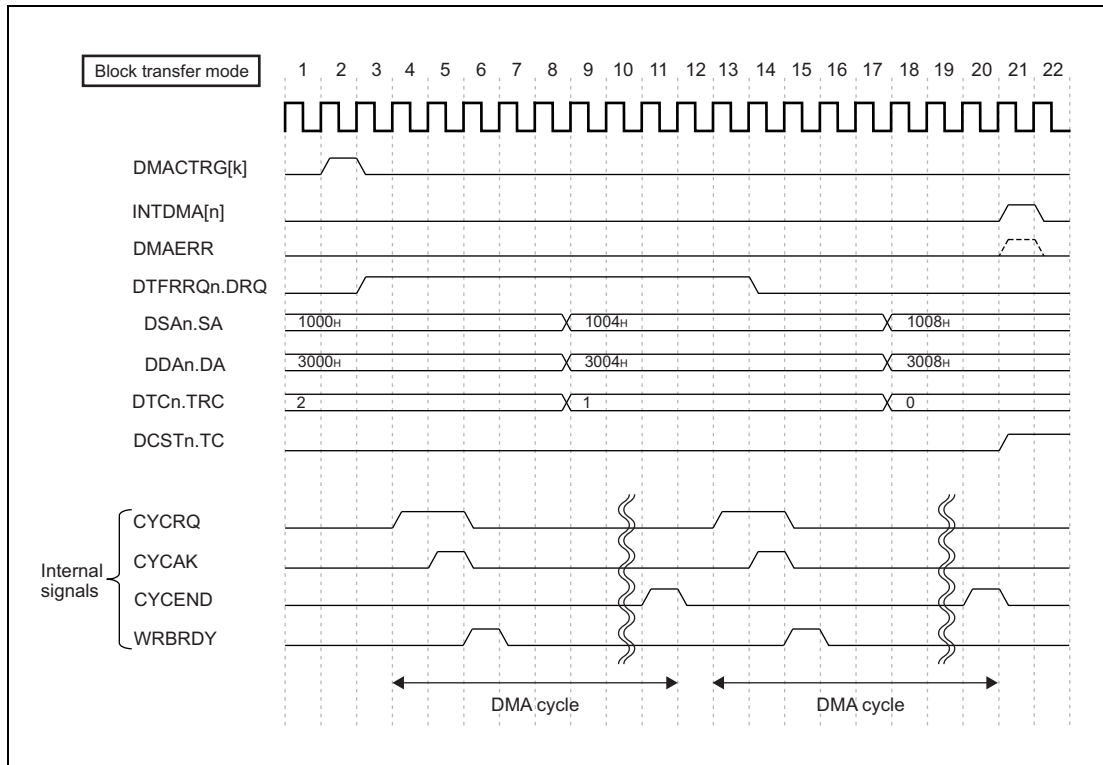 Block transfer mode 1 2 3 4 5 6 7 8 9 10 11 12 13 14 15 16 17 18 19 20 21 22
DMACTRG[k]
INTDMA[n]
DMAERR
DTFRRQn.DRQ
DSAn.SA 1000H 1004H 1008H
DDAn.DA 3000H 3004H 3008H
DTCn.TRC 2 1 0
DCSTn.TC
Internal
signals
CYCRQ
CYCAK
CYCEND
WRBRDY
DMA cycle DMA cycle